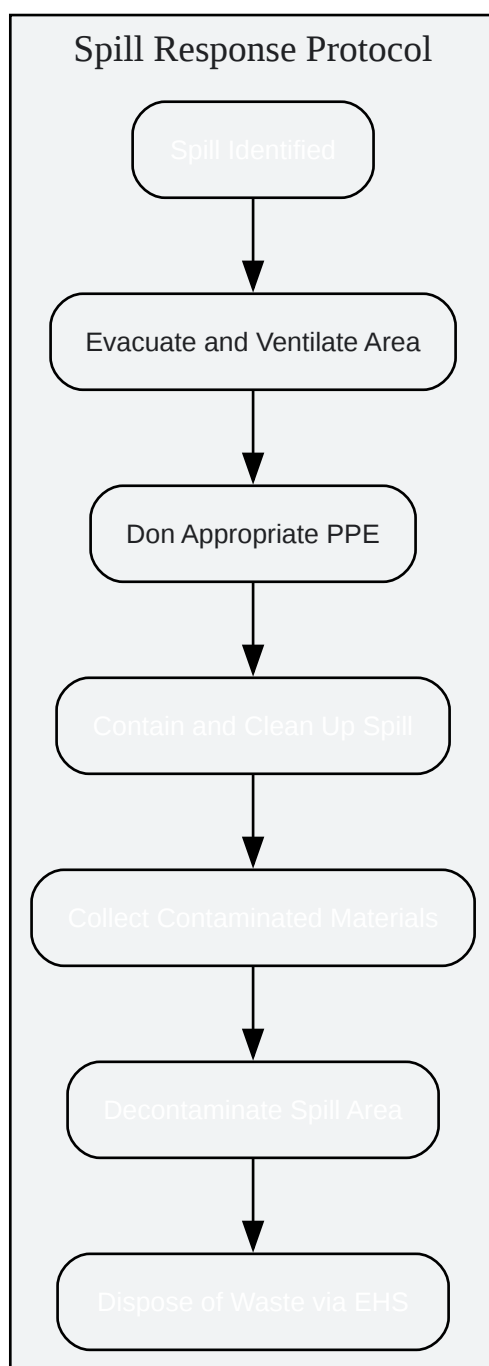 Spill Response Protocol
Spill Identified
Evacuate and Ventilate Area
Don Appropriate PPE
Contain and Clean Up Spill
Collect Contaminated Materials
Decontaminate Spill Area
Dispose of Waste via EHS